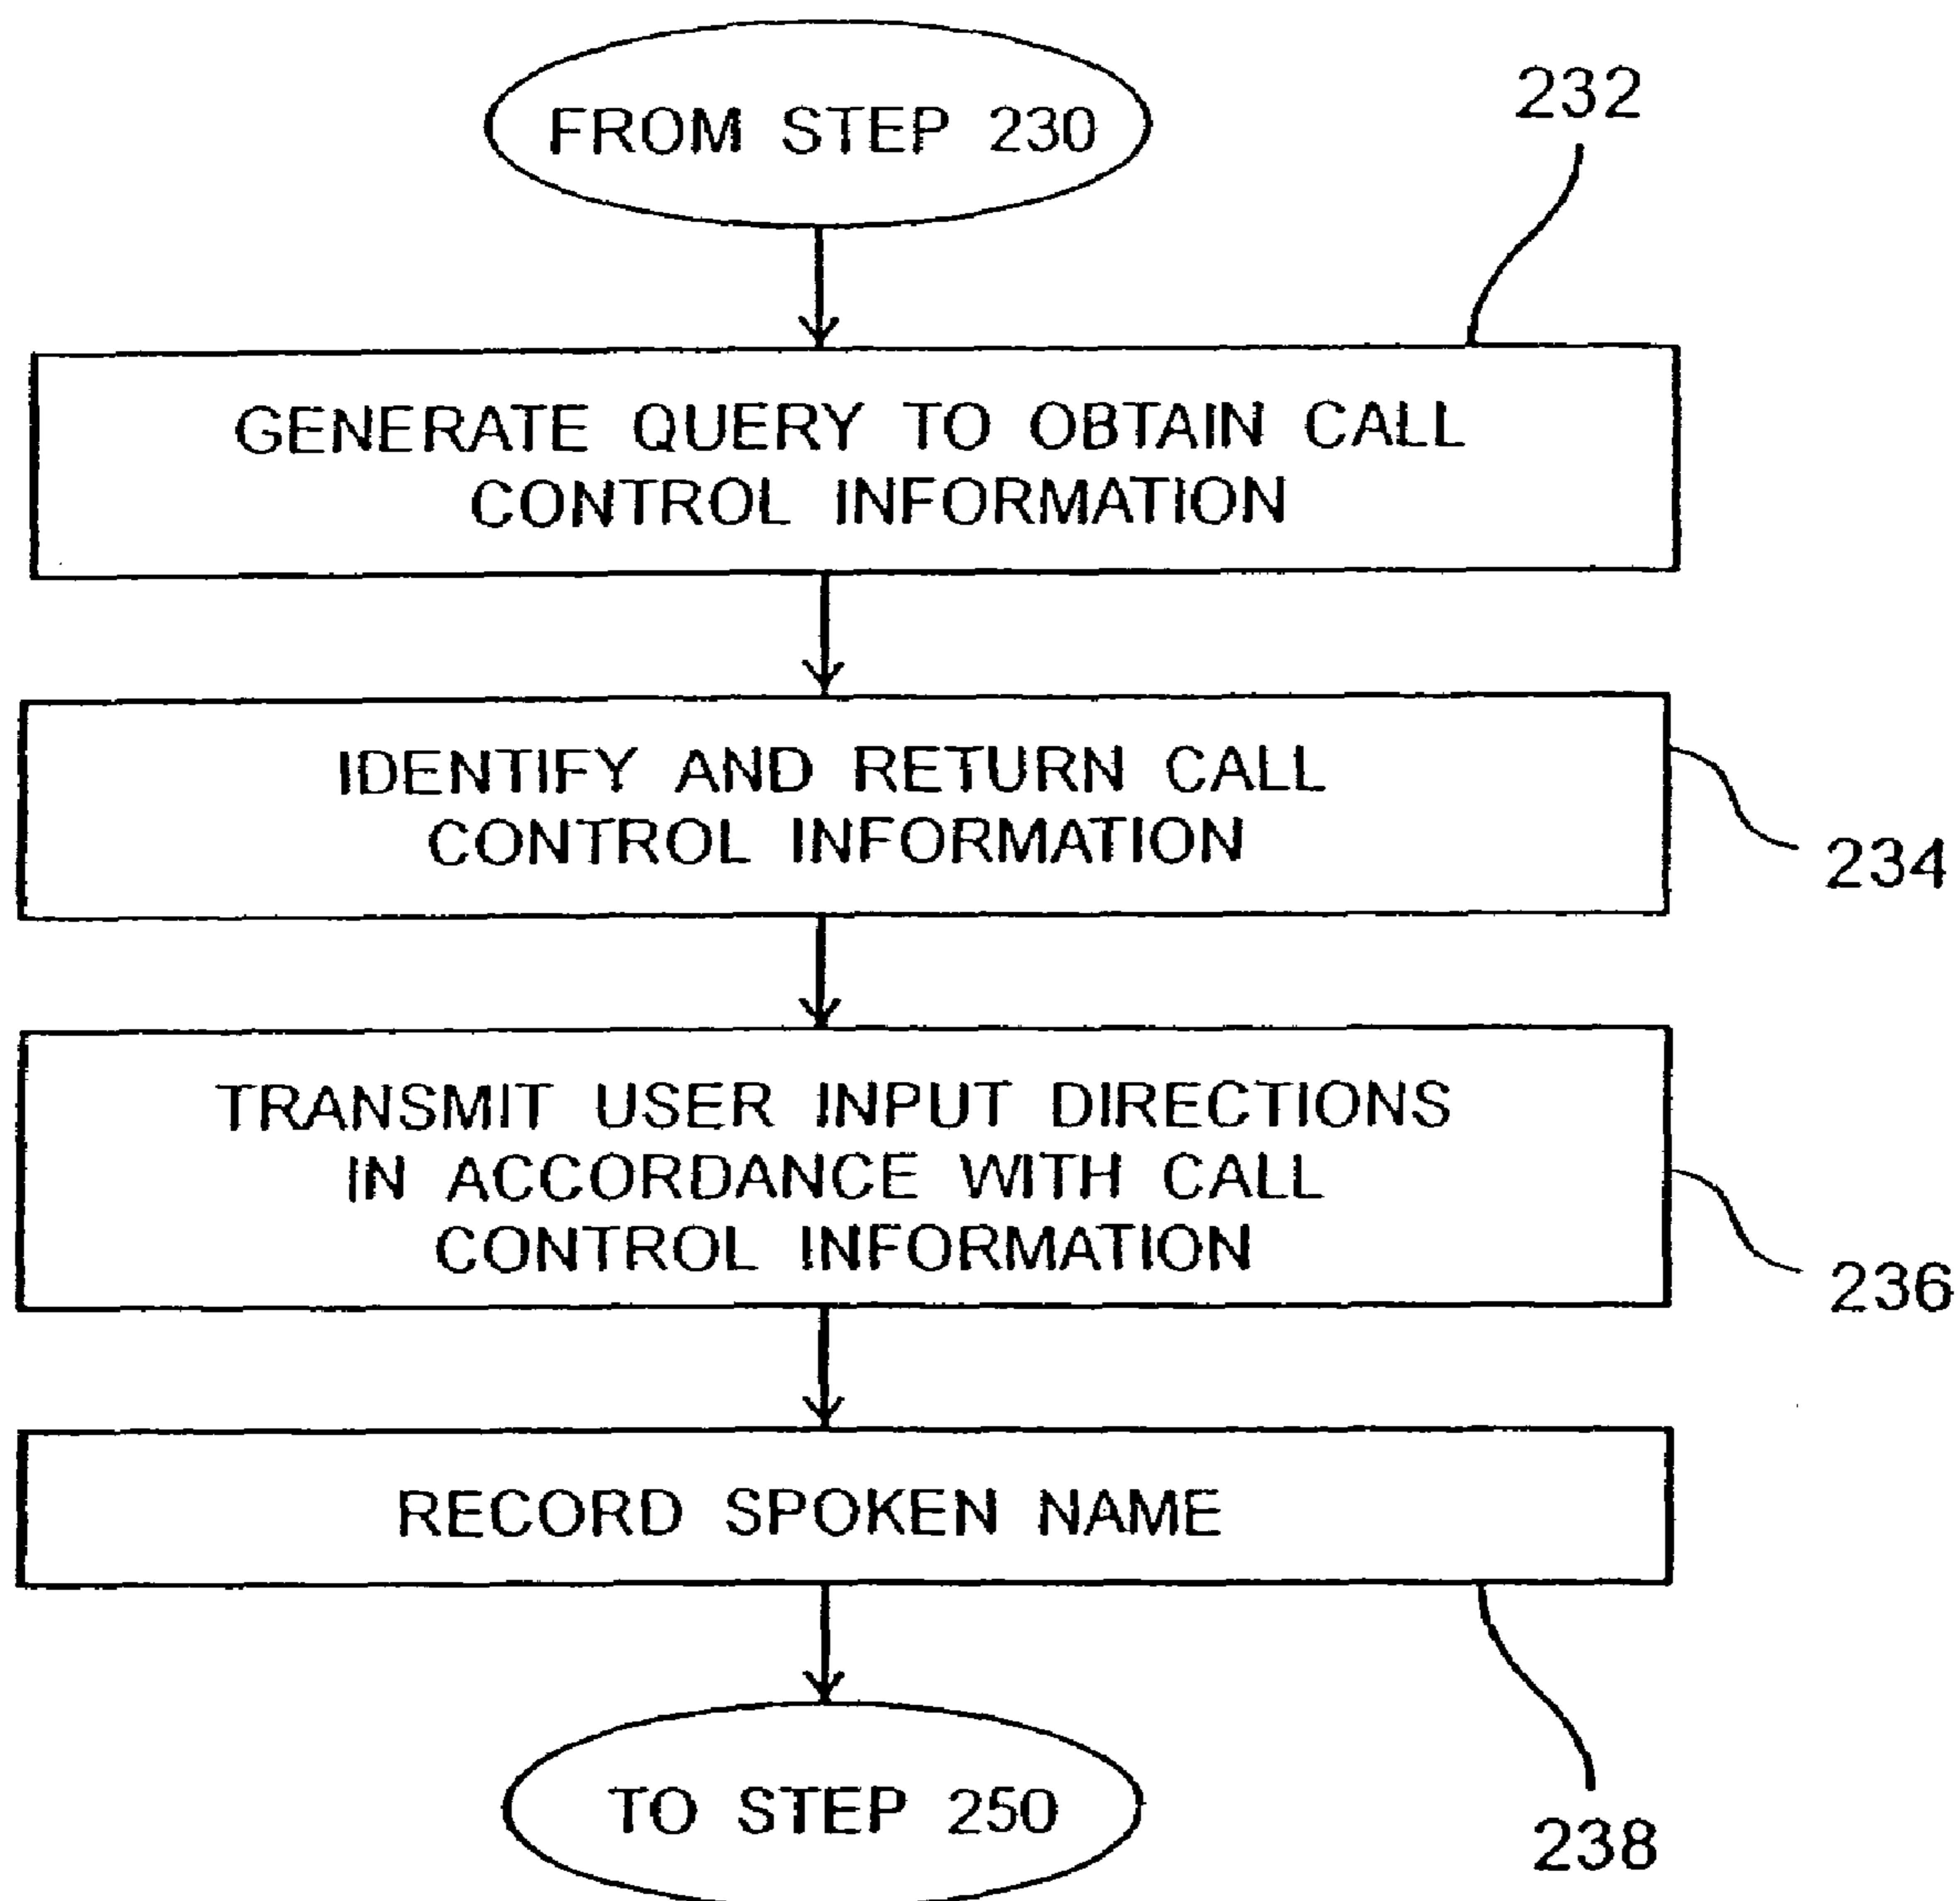 FROM STEP 230
232
GENERATE QUERY TO OBTAIN CALL
CONTROL INFORMATION
IDENTIFY AND RETURN CALL
CONTROL INFORMATION
234
TRANSMIT USER INPUT DIRECTIONS
IN ACCORDANCE WITH CALL
CONTROL INFORMATION
236
RECORD SPOKEN NAME
TO STEP 250
238